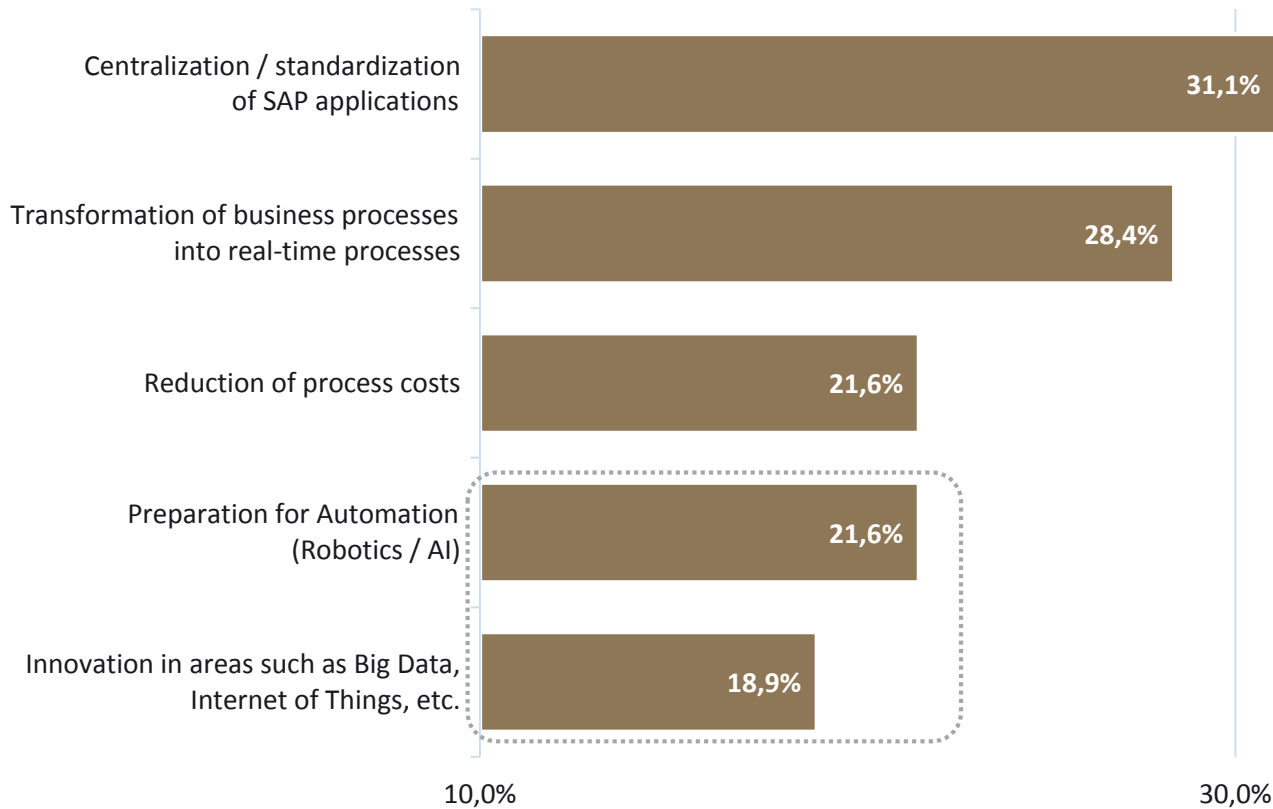 Centralization / standardization
of SAP applications
31,1%
Transformation of business processes
into real-time processes
28,4%
Reduction of process costs
21,6%
Preparation for Automation
(Robotics / AI)
21,6%
Innovation in areas such as Big Data,
Internet of Things, etc.
18,9%
10,0%
30,0%